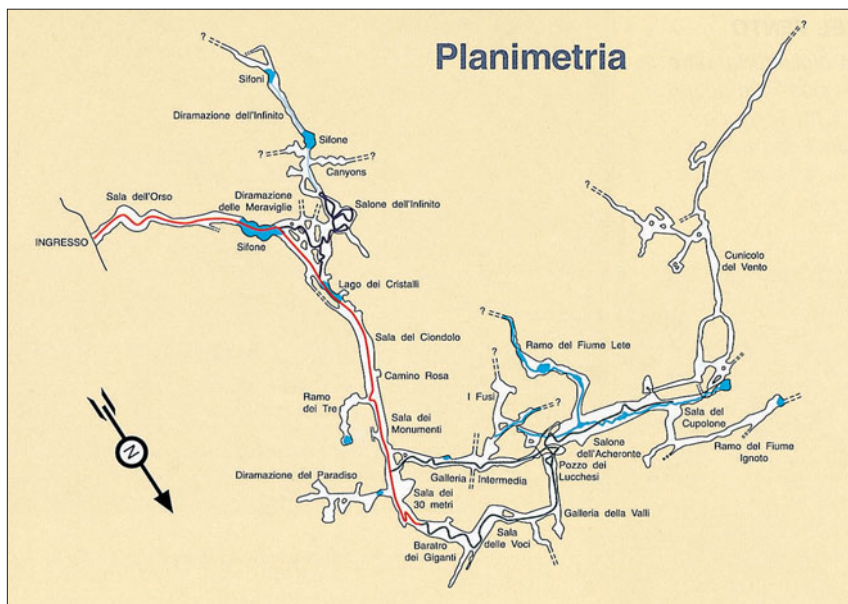 Planimetria
?
?
Sifoni
Diramazione dell'Infinito
Sifone
?
?
Canyons
Sala dell'Orso
Diramazione
delle Meraviglie
Salone dell'Infinito
INGRESSO
Sifone
Cunicolo
del Vento
Lago dei Cristalli
?
?
Sala del Ciondolo
Ramo del Fiume Lete
?
Camino Rosa
Ramo
dei Tre
I Fusi
?
Sala dei
Monumenti
Sala del
Cupolone
Salone
dell'Acheronte
Ramo del Fiume
Ignoto
N
Diramazione del Paradiso
Galleria Intermedia
Pozzo dei
Lucchesi
Sala dei
30 metri
Galleria della Valli
Baratro
dei Giganti
Sala
delle Voci